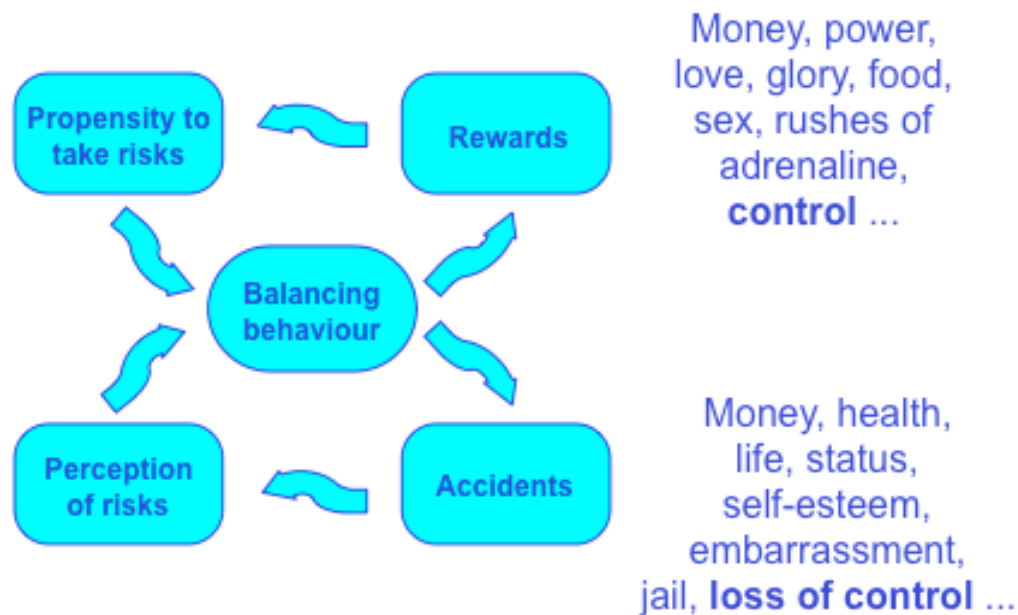 Money, power,
love, glory, food,
sex, rushes of
adrenaline,
control ...
Propensity to
take risks
Rewards
Balancing
behaviour
Perception
of risks
Accidents
Money, health,
life, status,
self-esteem,
embarrassment,
jail, loss of control ...